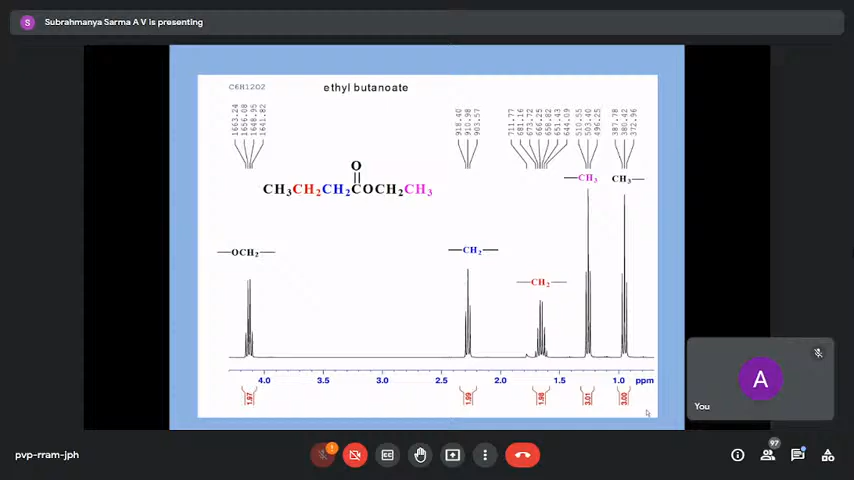 Subrahmanya Sarma A V is presenting
C6H12O2
ethyl butanoate
1663.24 1656.08 1648.95 1641.82
918.40 910.98 903.57
711.77 681.16 673.72 666.25 658.82 651.43 644.09
510.55 503.40 496.25
387.78 380.42 372.96
O
CH3CH2CH2COCH2CH3
—CH3
CH3—
—OCH2—
—CH2—
—CH2—
4.0 3.5 3.0 2.5 2.0 1.5 1.0 ppm
1.97 1.99 1.98 3.01 3.00
A
You
pvp-rram-jph
97